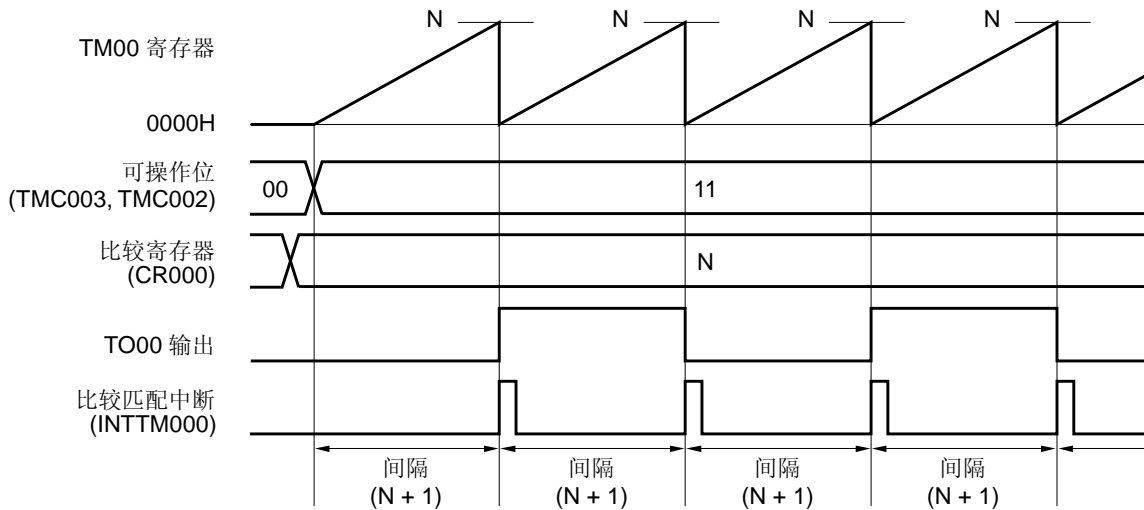 N N N N
TM00 寄存器
0000H
可操作位
(TMC003, TMC002)
00 11
比较寄存器
(CR000)
N
TO00 输出
比较匹配中断
(INTTM000)
间隔 间隔 间隔 间隔
(N + 1) (N + 1) (N + 1) (N + 1)